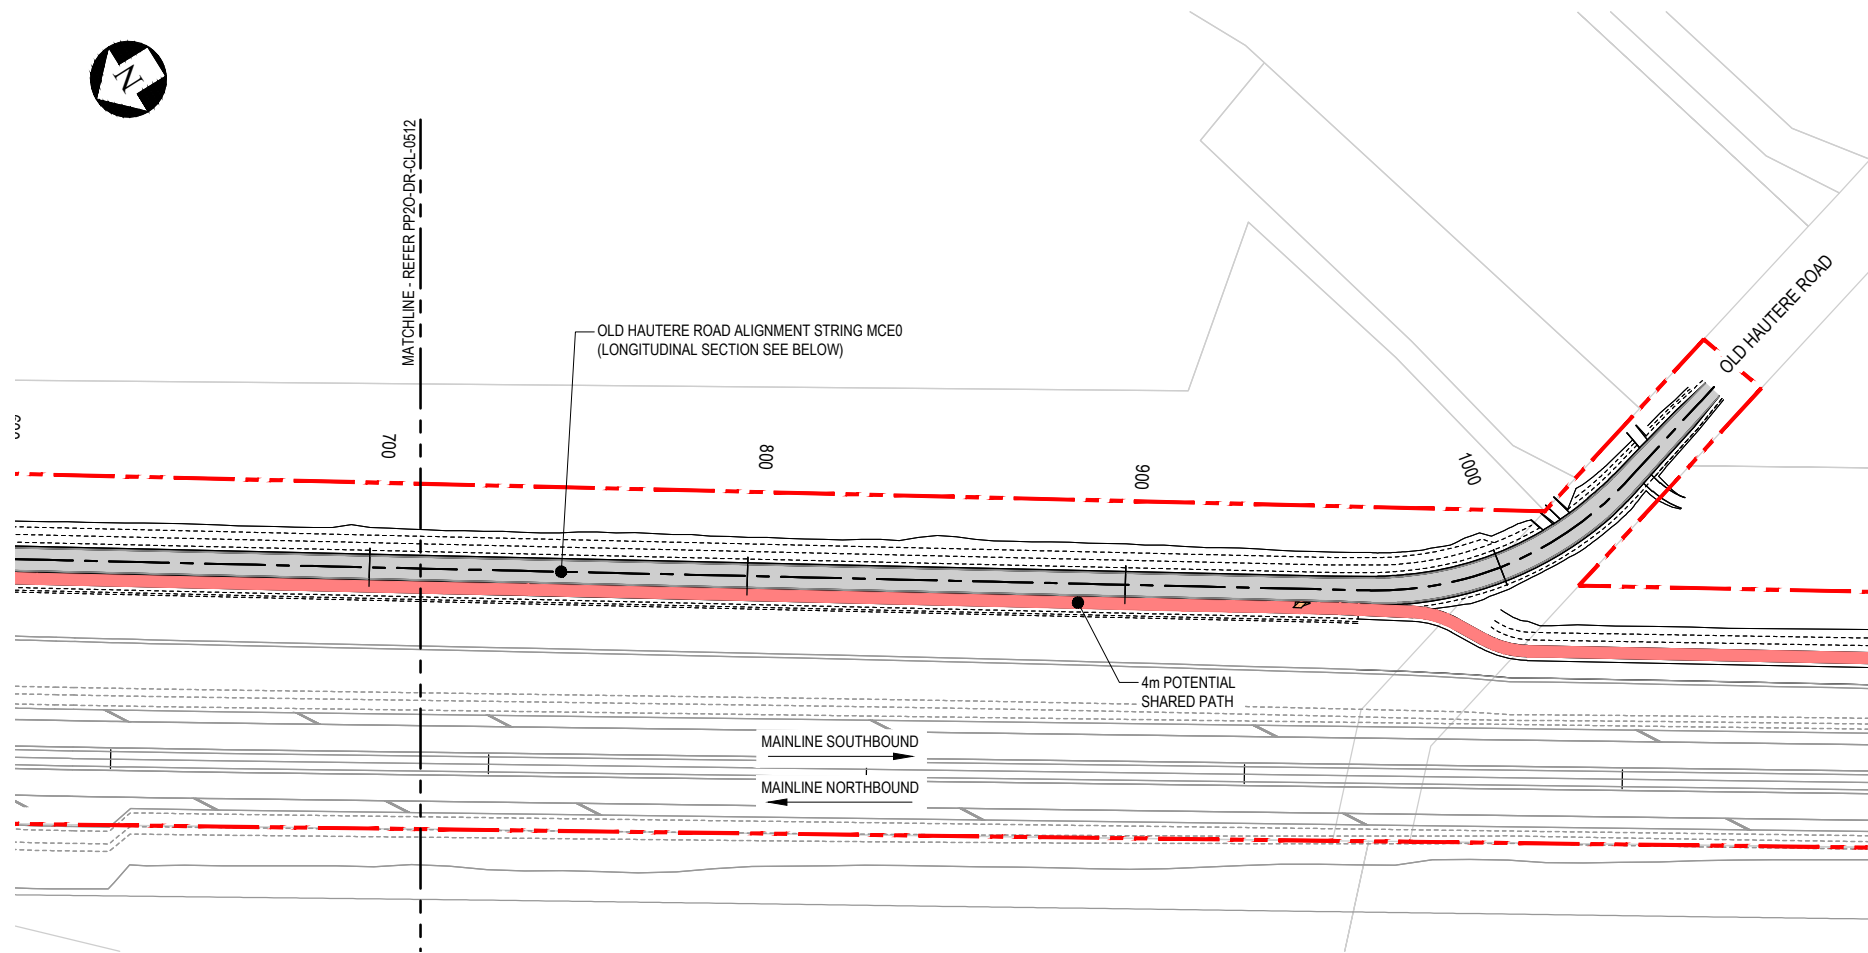 N
MATCHLINE - REFER PP2O-DR-CL-0512
OLD HAUTERE ROAD ALIGNMENT STRING MCE0
(LONGITUDINAL SECTION SEE BELOW)
OLD HAUTERE ROAD
700
800
900
1000
4m POTENTIAL
SHARED PATH
MAINLINE SOUTHBOUND
MAINLINE NORTHBOUND